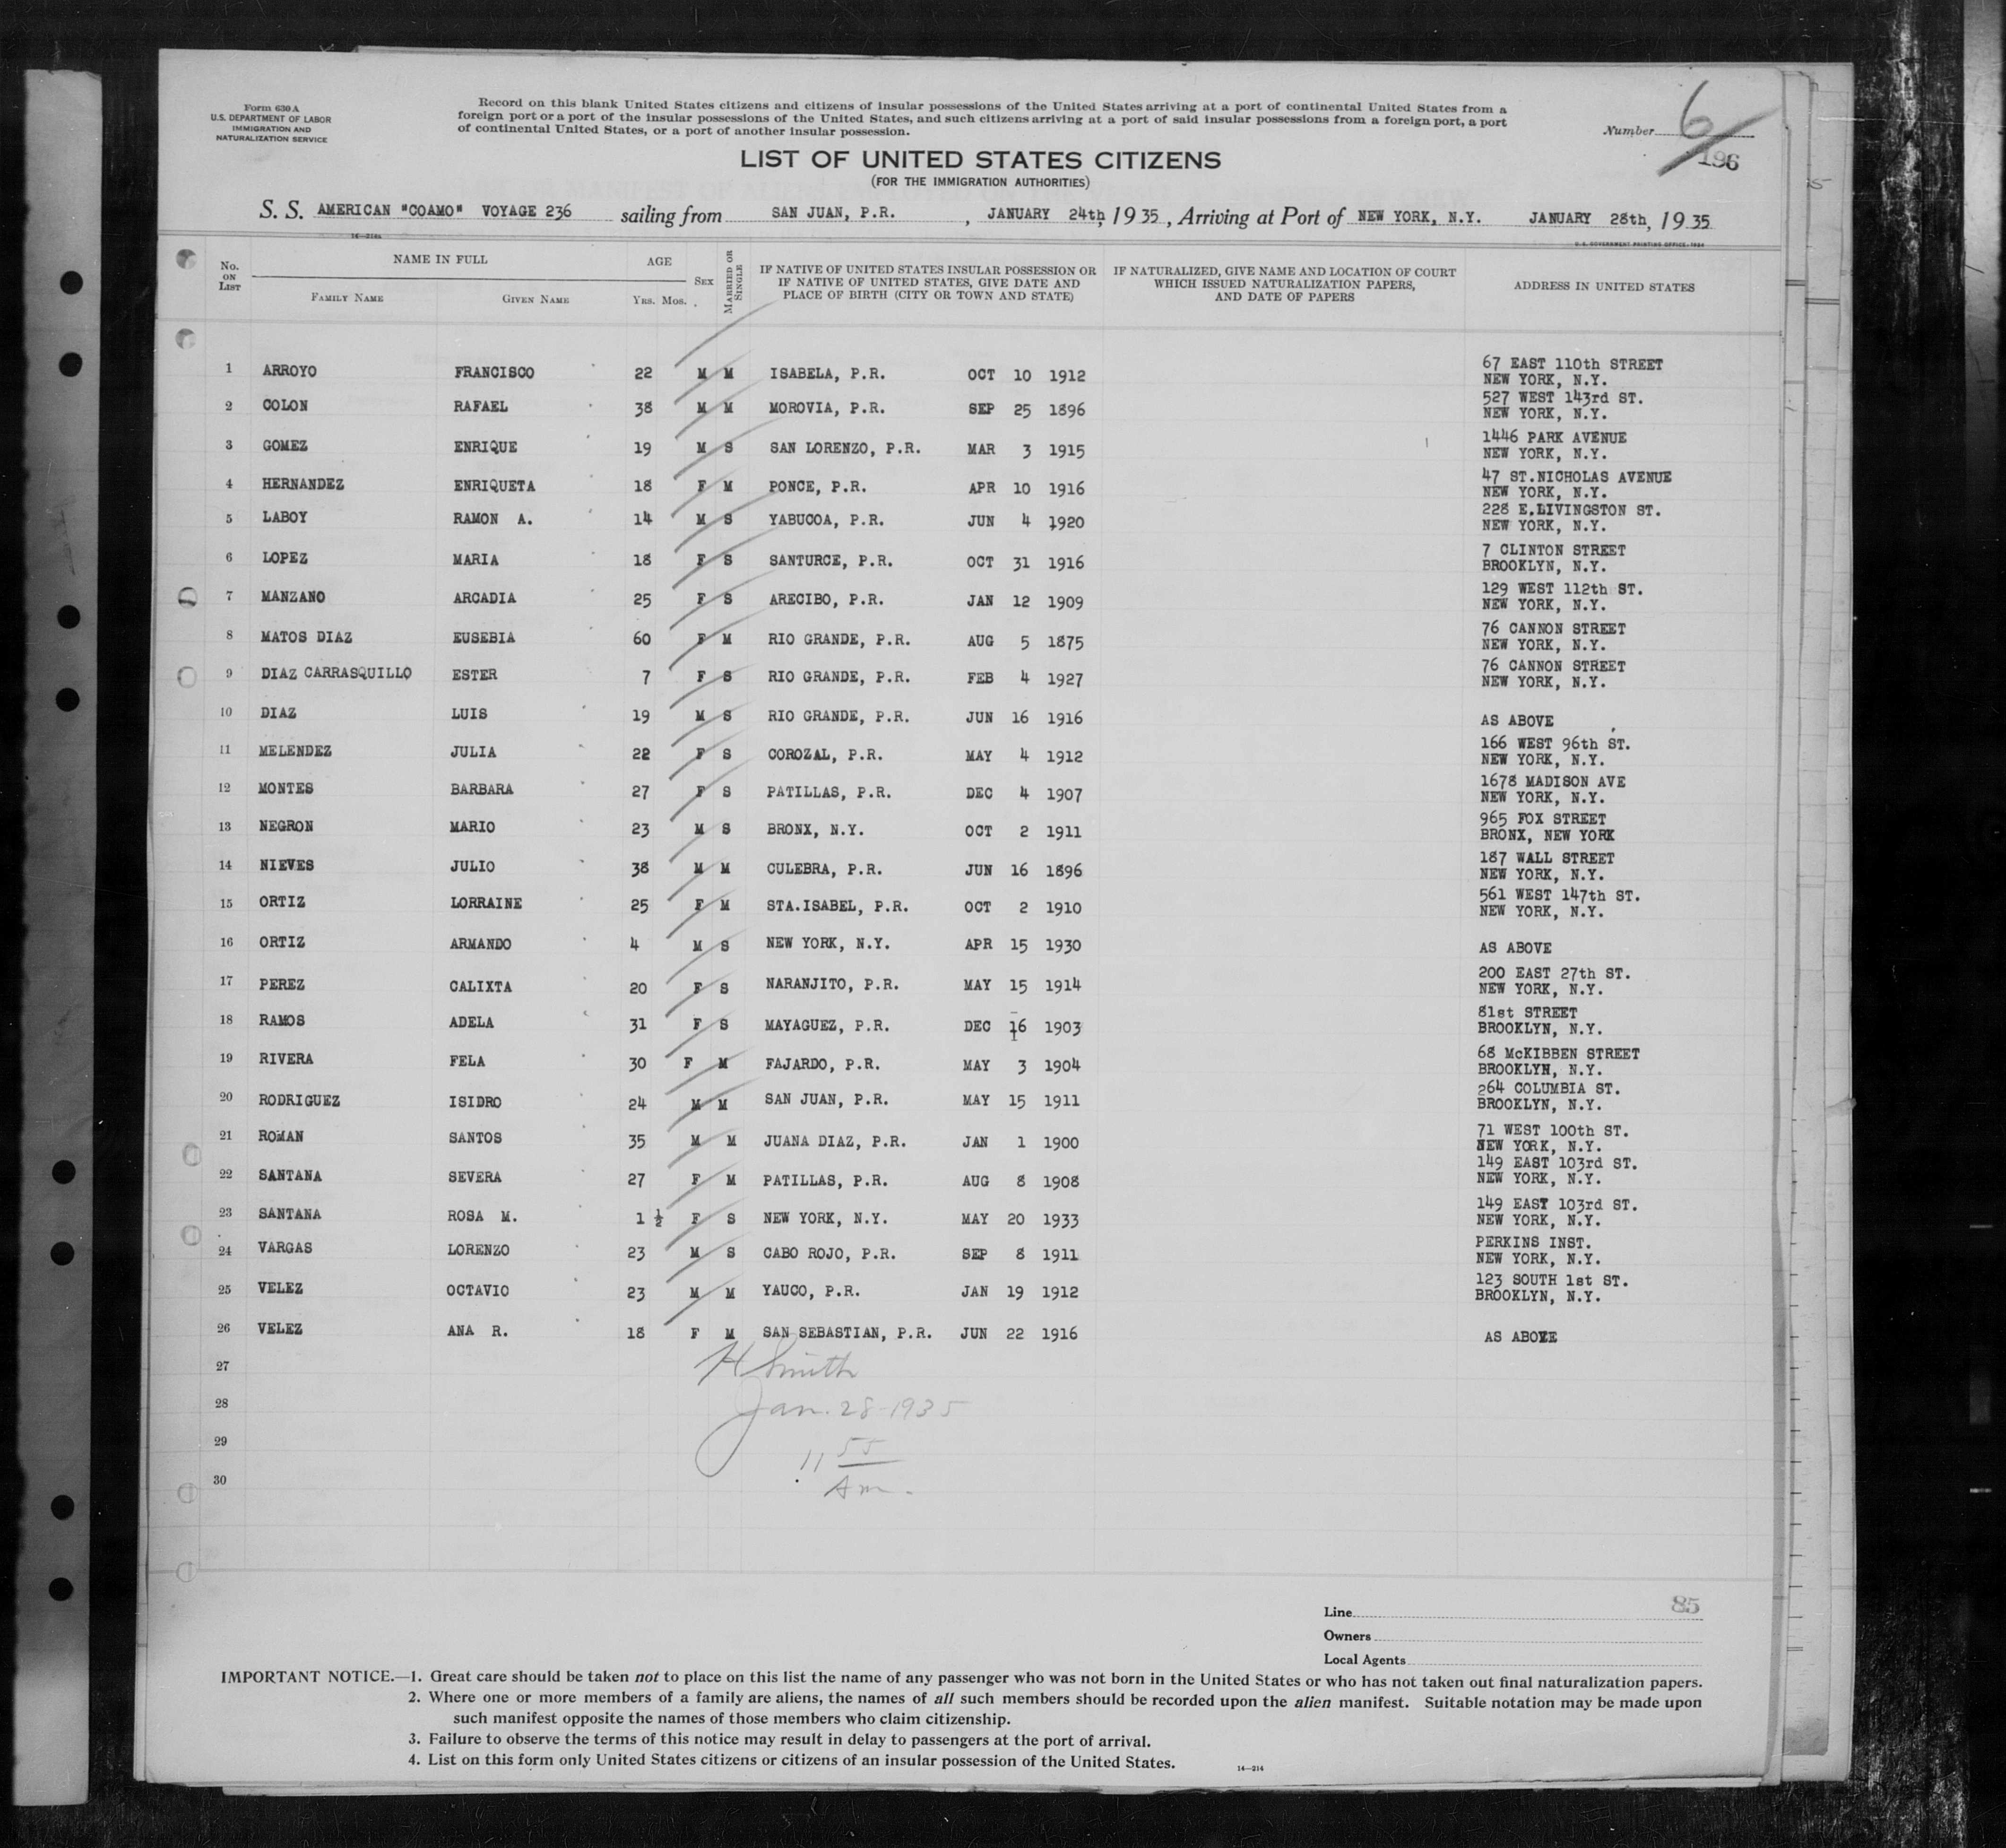 Form 630 A
U.S. DEPARTMENT OF LABOR
IMMIGRATION AND
NATURALIZATION SERVICE
Record on this blank United States citizens and citizens of insular possessions of the United States arriving at a port of continental United States from a
foreign port or a port of the insular possessions of the United States, and such citizens arriving at a port of said insular possessions from a foreign port, a port
of continental United States, or a port of another insular possession.
Number 6
196
LIST OF UNITED STATES CITIZENS
(FOR THE IMMIGRATION AUTHORITIES)
S. S. AMERICAN "COAMO" VOYAGE 236 sailing from SAN JUAN, P.R. , JANUARY 24th, 1935, Arriving at Port of NEW YORK, N.Y. JANUARY 28th, 1935
14—214a U.S. GOVERNMENT PRINTING OFFICE: 1934
No. ON LIST NAME IN FULL AGE SEX MARRIED OR SINGLE IF NATIVE OF UNITED STATES INSULAR POSSESSION OR IF NATIVE OF UNITED STATES, GIVE DATE AND PLACE OF BIRTH (CITY OR TOWN AND STATE) IF NATURALIZED, GIVE NAME AND LOCATION OF COURT WHICH ISSUED NATURALIZATION PAPERS, AND DATE OF PAPERS ADDRESS IN UNITED STATES
FAMILY NAME GIVEN NAME YRS. MOS.
1 ARROYO FRANCISCO 22 M M ISABELA, P.R. OCT 10 1912 67 EAST 110th STREET
NEW YORK, N.Y.
2 COLON RAFAEL 38 M M MOROVIA, P.R. SEP 25 1896 527 WEST 143rd ST.
NEW YORK, N.Y.
3 GOMEZ ENRIQUE 19 M S SAN LORENZO, P.R. MAR 3 1915 1446 PARK AVENUE
NEW YORK, N.Y.
4 HERNANDEZ ENRIQUETA 18 F M PONCE, P.R. APR 10 1916 47 ST.NICHOLAS AVENUE
NEW YORK, N.Y.
5 LABOY RAMON A. 14 M S YABUCOA, P.R. JUN 4 1920 228 E.LIVINGSTON ST.
NEW YORK, N.Y.
6 LOPEZ MARIA 18 F S SANTURCE, P.R. OCT 31 1916 7 CLINTON STREET
BROOKLYN, N.Y.
7 MANZANO ARCADIA 25 F S ARECIBO, P.R. JAN 12 1909 129 WEST 112th ST.
NEW YORK, N.Y.
8 MATOS DIAZ EUSEBIA 60 F M RIO GRANDE, P.R. AUG 5 1875 76 CANNON STREET
NEW YORK, N.Y.
9 DIAZ CARRASQUILLO ESTER 7 F S RIO GRANDE, P.R. FEB 4 1927 76 CANNON STREET
NEW YORK, N.Y.
10 DIAZ LUIS 19 M S RIO GRANDE, P.R. JUN 16 1916 AS ABOVE
11 MELENDEZ JULIA 22 F S COROZAL, P.R. MAY 4 1912 166 WEST 96th ST.
NEW YORK, N.Y.
12 MONTES BARBARA 27 F S PATILLAS, P.R. DEC 4 1907 1678 MADISON AVE
NEW YORK, N.Y.
13 NEGRON MARIO 23 M S BRONX, N.Y. OCT 2 1911 965 FOX STREET
BRONX, NEW YORK
14 NIEVES JULIO 38 M M CULEBRA, P.R. JUN 16 1896 187 WALL STREET
NEW YORK, N.Y.
15 ORTIZ LORRAINE 25 F M STA.ISABEL, P.R. OCT 2 1910 561 WEST 147th ST.
NEW YORK, N.Y.
16 ORTIZ ARMANDO 4 M S NEW YORK, N.Y. APR 15 1930 AS ABOVE
17 PEREZ CALIXTA 20 F S NARANJITO, P.R. MAY 15 1914 200 EAST 27th ST.
NEW YORK, N.Y.
18 RAMOS ADELA 31 F S MAYAGUEZ, P.R. DEC 16 1903 81st STREET
BROOKLYN, N.Y.
19 RIVERA FELA 30 F M FAJARDO, P.R. MAY 3 1904 68 McKIBBEN STREET
BROOKLYN, N.Y.
20 RODRIGUEZ ISIDRO 24 M M SAN JUAN, P.R. MAY 15 1911 264 COLUMBIA ST.
BROOKLYN, N.Y.
21 ROMAN SANTOS 35 M M JUANA DIAZ, P.R. JAN 1 1900 71 WEST 100th ST.
NEW YORK, N.Y.
22 SANTANA SEVERA 27 F M PATILLAS, P.R. AUG 8 1908 149 EAST 103rd ST.
NEW YORK, N.Y.
23 SANTANA ROSA M. 1 ½ F S NEW YORK, N.Y. MAY 20 1933 149 EAST 103rd ST.
NEW YORK, N.Y.
24 VARGAS LORENZO 23 M S CABO ROJO, P.R. SEP 8 1911 PERKINS INST.
NEW YORK, N.Y.
25 VELEZ OCTAVIO 23 M M YAUCO, P.R. JAN 19 1912 123 SOUTH 1st ST.
BROOKLYN, N.Y.
26 VELEZ ANA R. 18 F M SAN SEBASTIAN, P.R. JUN 22 1916 AS ABOVE
27 H Smith
28 Jan. 28-1935
29 11 55
30 Am.
85
Line
Owners
Local Agents
IMPORTANT NOTICE.—1. Great care should be taken not to place on this list the name of any passenger who was not born in the United States or who has not taken out final naturalization papers.
2. Where one or more members of a family are aliens, the names of all such members should be recorded upon the alien manifest. Suitable notation may be made upon
such manifest opposite the names of those members who claim citizenship.
3. Failure to observe the terms of this notice may result in delay to passengers at the port of arrival.
4. List on this form only United States citizens or citizens of an insular possession of the United States.
14—214